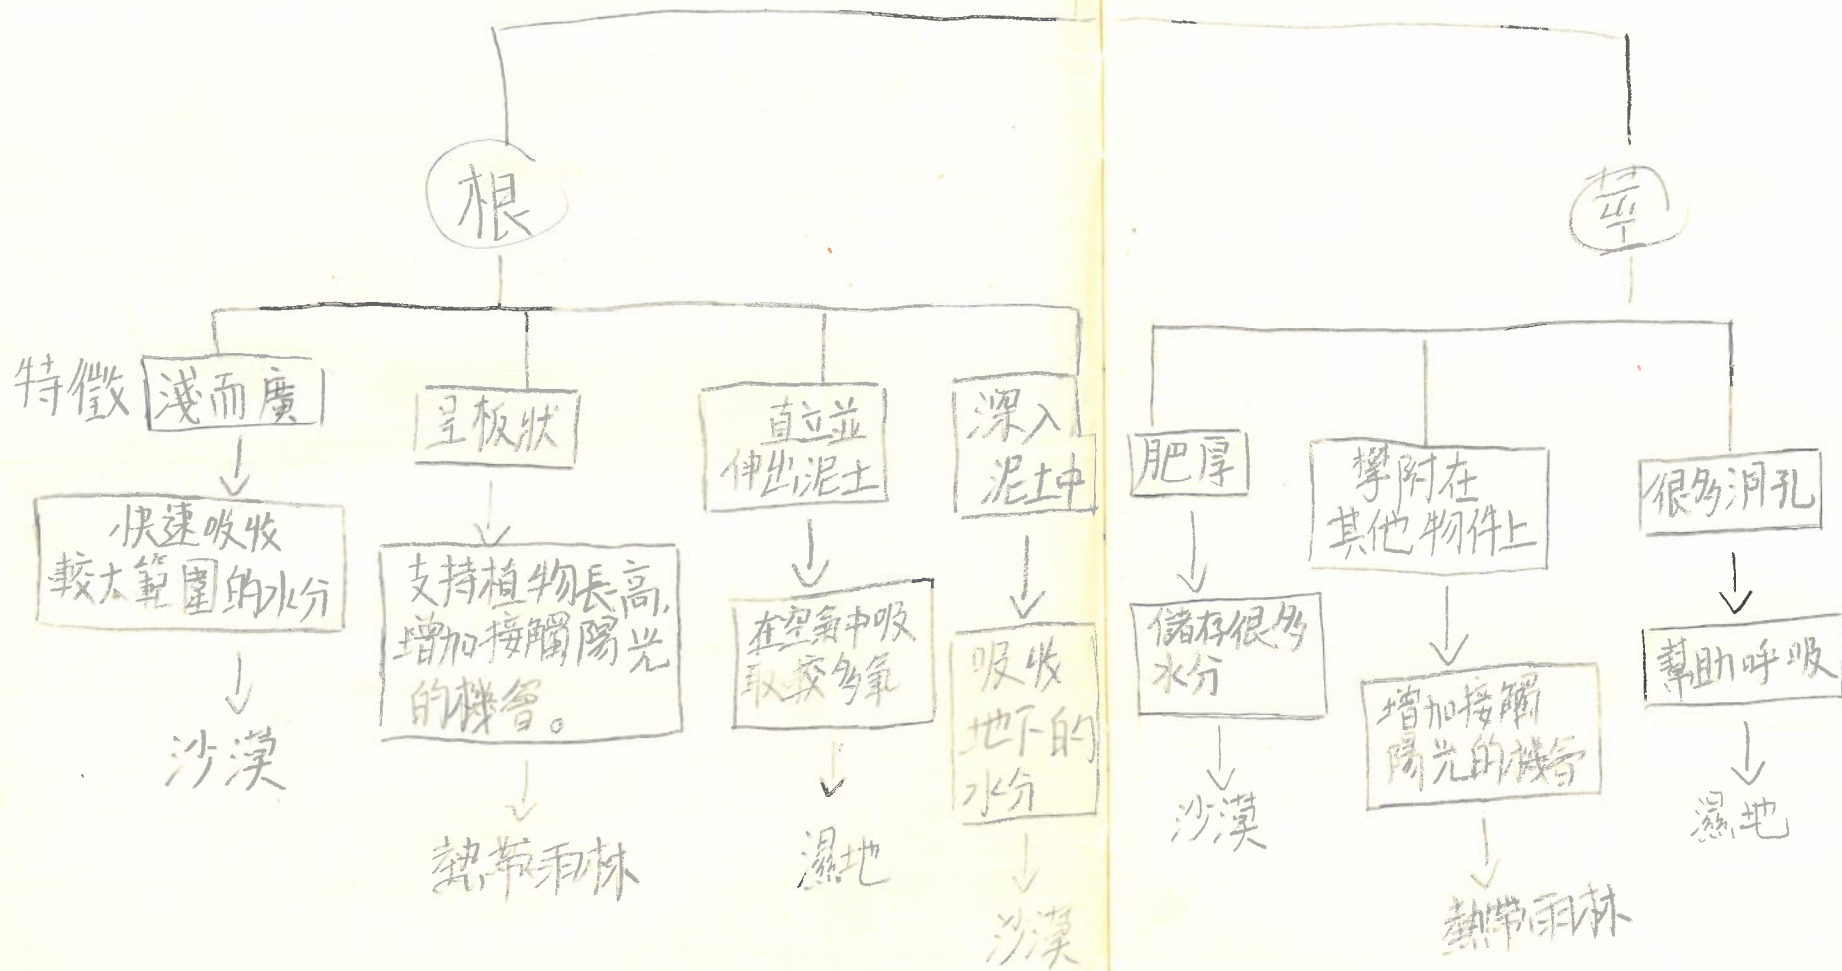 根
莖
特徵
淺而廣
呈板狀
直立並
伸出泥土
深入
泥土中
肥厚
攀附在
其他物件上
很多洞孔
快速吸收
較大範圍的水分
支持植物長高,
增加接觸陽光
的機會。
在空氣中吸
取較多氧
吸收
地下的
水分
儲存很多
水分
增加接觸
陽光的機會
幫助呼吸
沙漠
熱帶雨林
濕地
沙漠
沙漠
熱帶雨林
濕地